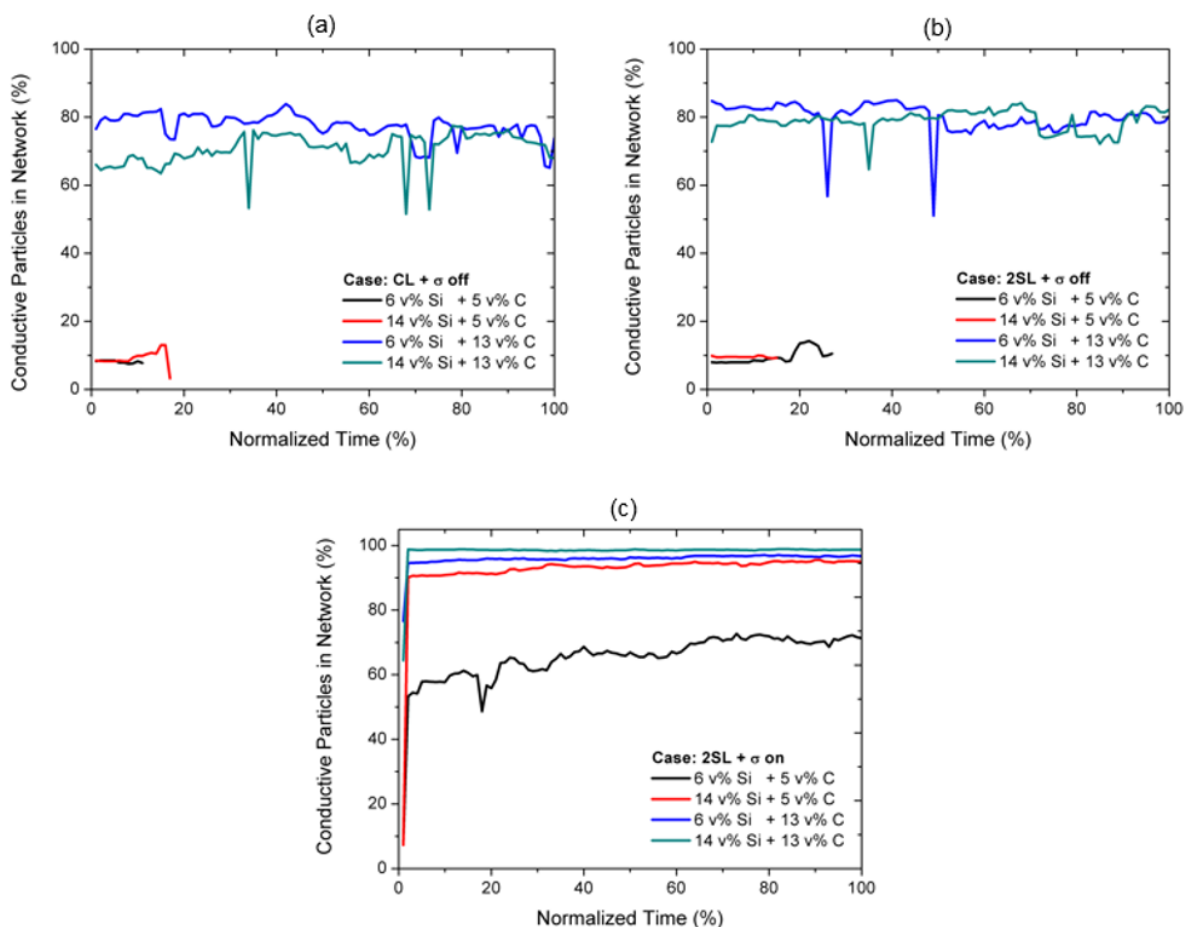 (a)
Conductive Particles in Network (%)
100
80
60
40
20
0
Case: CL + σ off
6 v% Si + 5 v% C
14 v% Si + 5 v% C
6 v% Si + 13 v% C
14 v% Si + 13 v% C
0 20 40 60 80 100
Normalized Time (%)
(b)
Conductive Particles in Network (%)
100
80
60
40
20
0
Case: 2SL + σ off
6 v% Si + 5 v% C
14 v% Si + 5 v% C
6 v% Si + 13 v% C
14 v% Si + 13 v% C
0 20 40 60 80 100
Normalized Time (%)
(c)
Conductive Particles in Network (%)
100
80
60
40
20
0
Case: 2SL + σ on
6 v% Si + 5 v% C
14 v% Si + 5 v% C
6 v% Si + 13 v% C
14 v% Si + 13 v% C
0 20 40 60 80 100
Normalized Time (%)